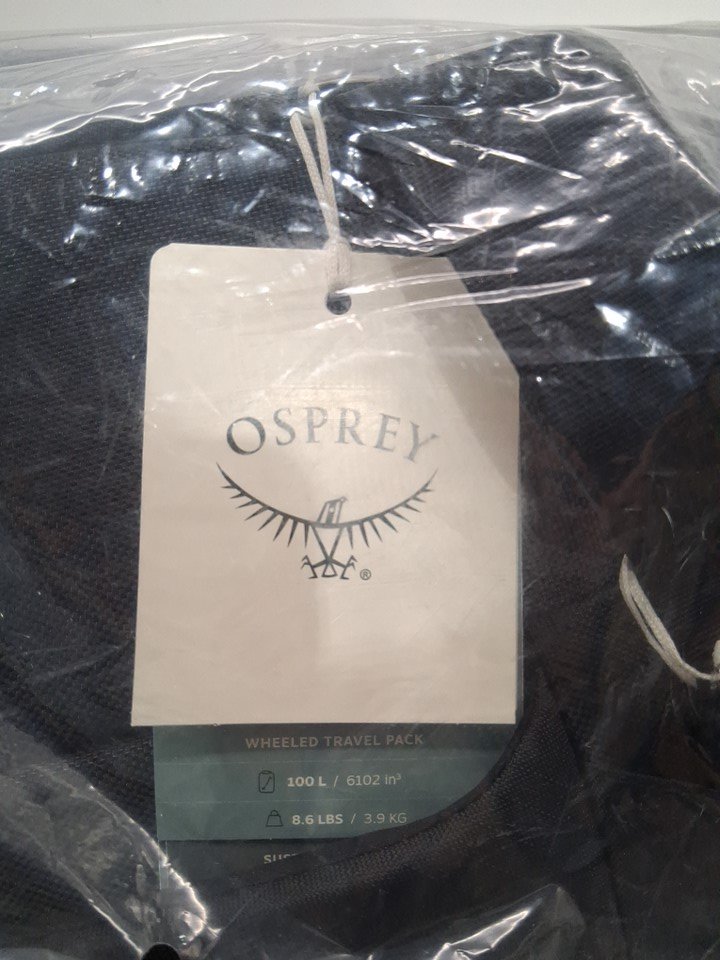 OSPREY
®
WHEELED TRAVEL PACK
100 L / 6102 in³
8.6 LBS / 3.9 KG